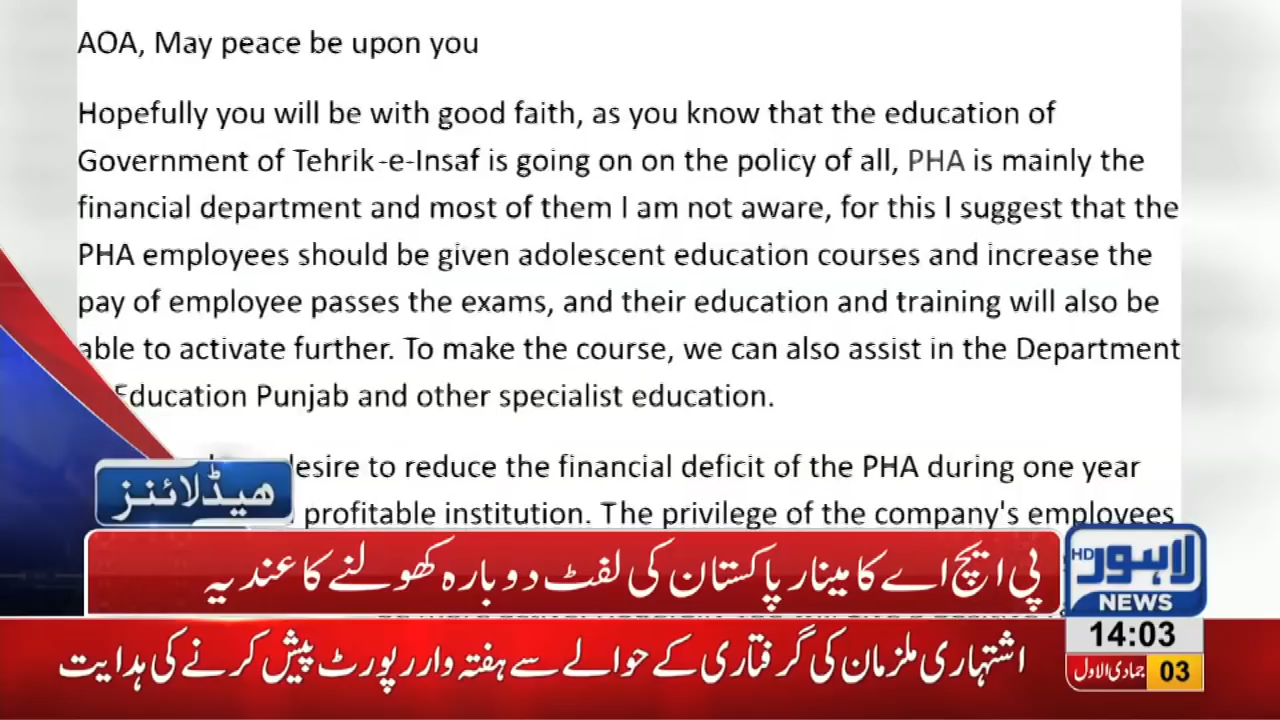 AOA, May peace be upon you
Hopefully you will be with good faith, as you know that the education of
Government of Tehrik-e-Insaf is going on on the policy of all, PHA is mainly the
financial department and most of them I am not aware, for this I suggest that the
PHA employees should be given adolescent education courses and increase the
pay of employee passes the exams, and their education and training will also be
able to activate further. To make the course, we can also assist in the Department
Education Punjab and other specialist education.
desire to reduce the financial deficit of the PHA during one year
profitable institution. The privilege of the company's employees
ھیڈلائنز
پی ایچ اے کا مینار پاکستان کی لفٹ دوبارہ کھولنے کا عندیہ
لاہور HD
NEWS
14:03
جمادی الاول 03
اشتہاری ملزمان کی گرفتاری کے حوالے سے ہفتہ وار رپورٹ پیش کرنے کی ہدایت